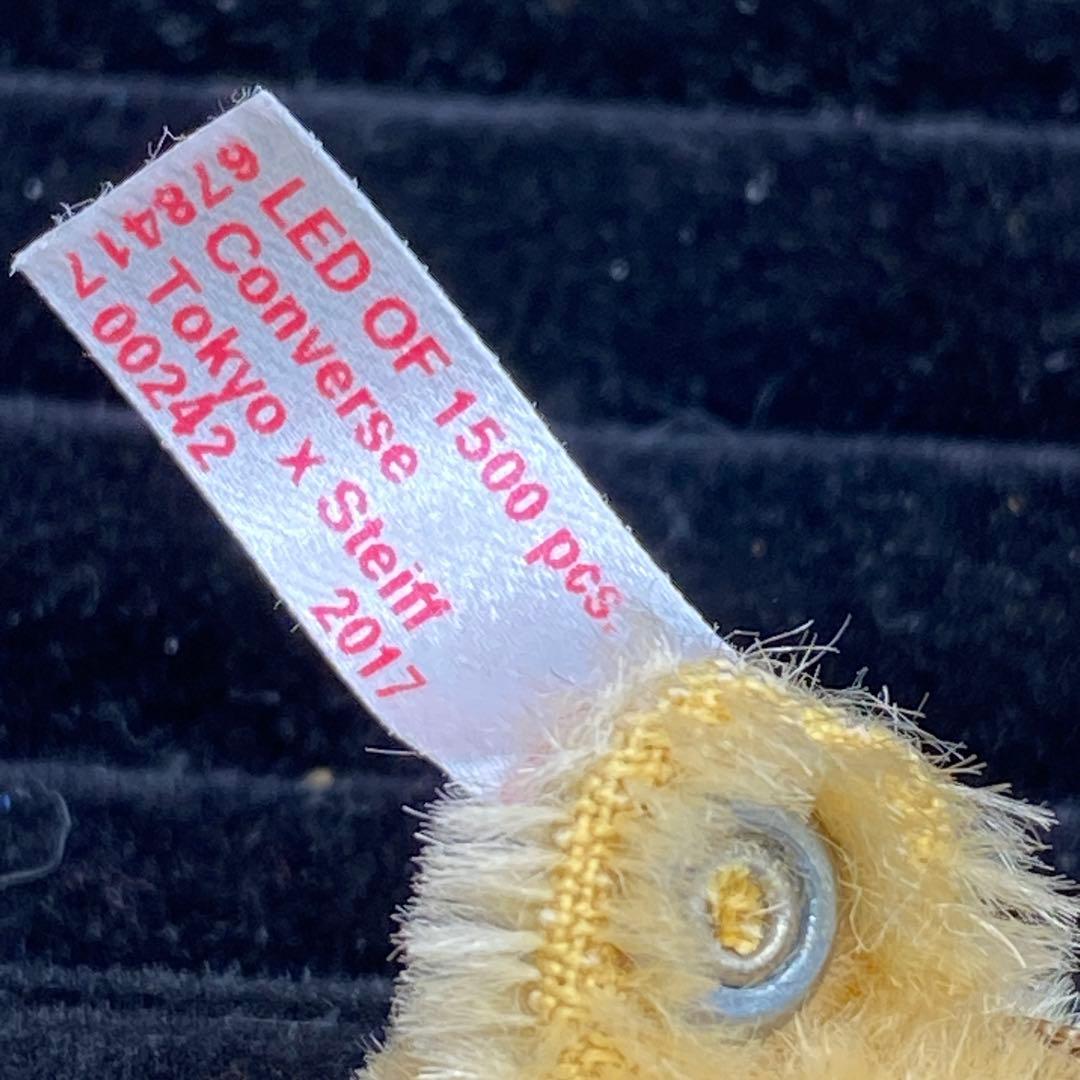 678417
LED OF 1500 pcs.
Converse
Tokyo x Steiff
00242 2017